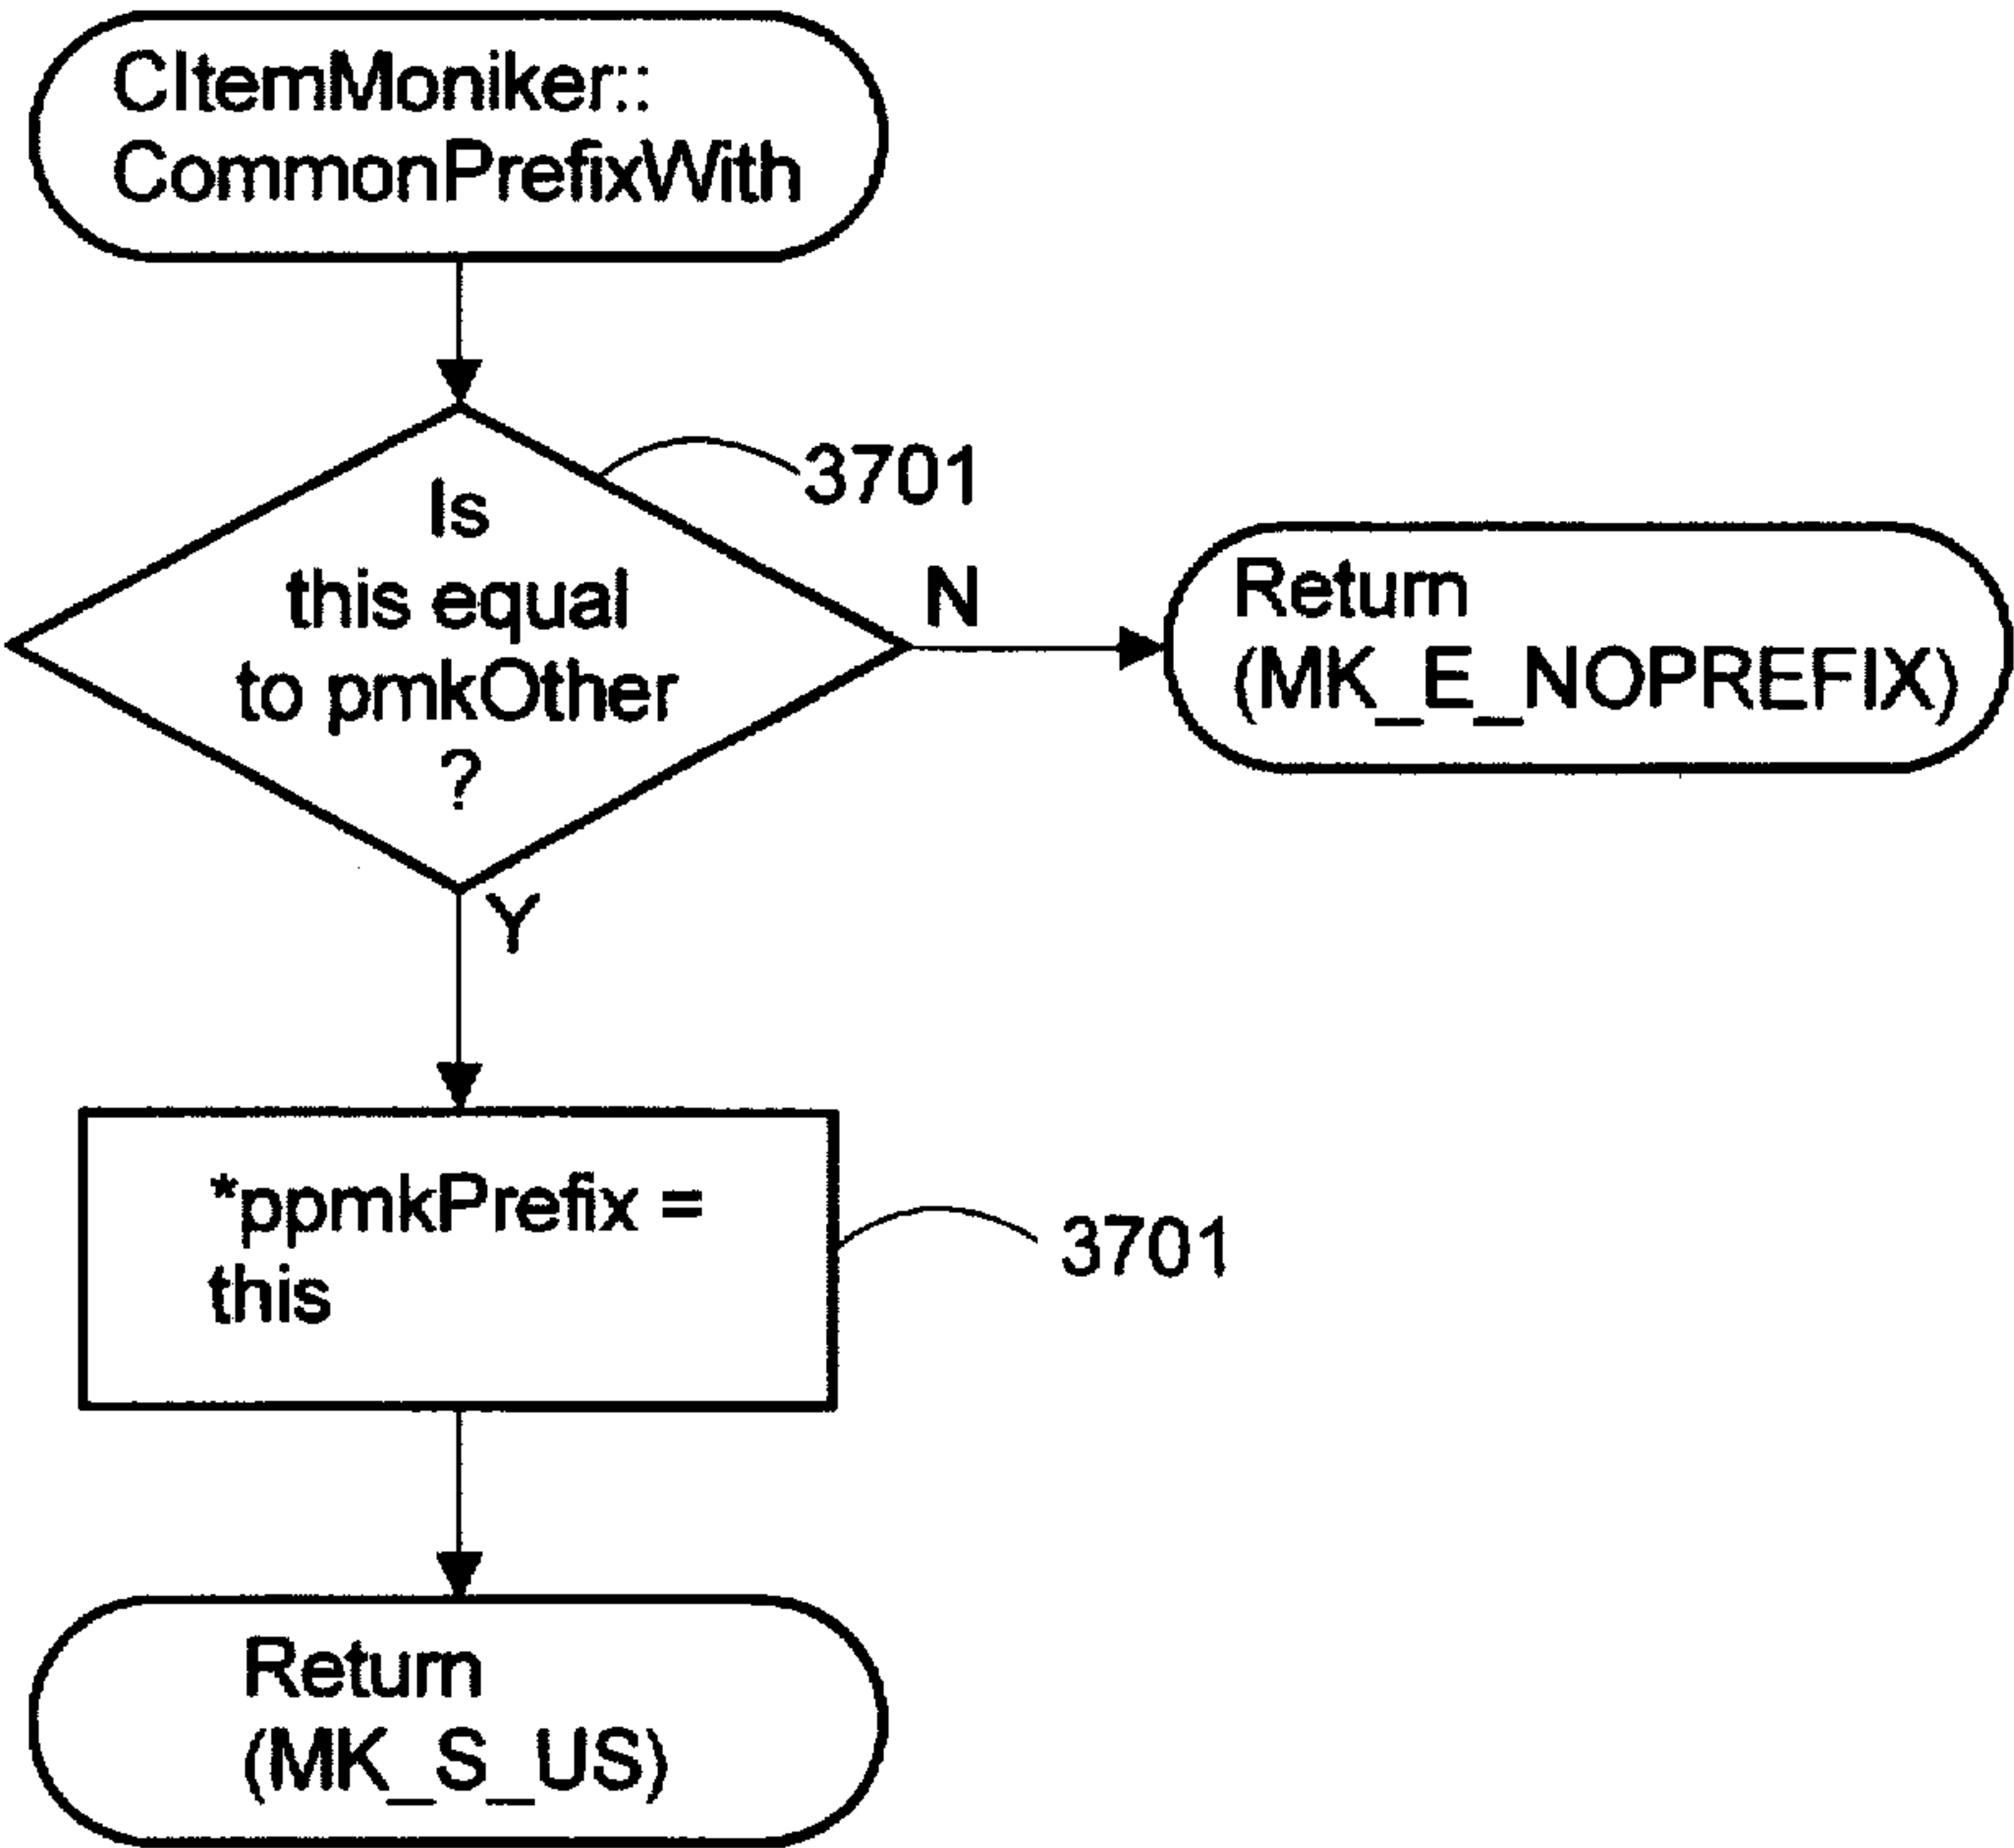 CItemMoniker::
CommonPrefixWith
3701
Is
this equal
to pmkOther
?
N
Return
(MK_E_NOPREFIX)
Y
*ppmkPrefix =
this
3701
Return
(MK_S_US)